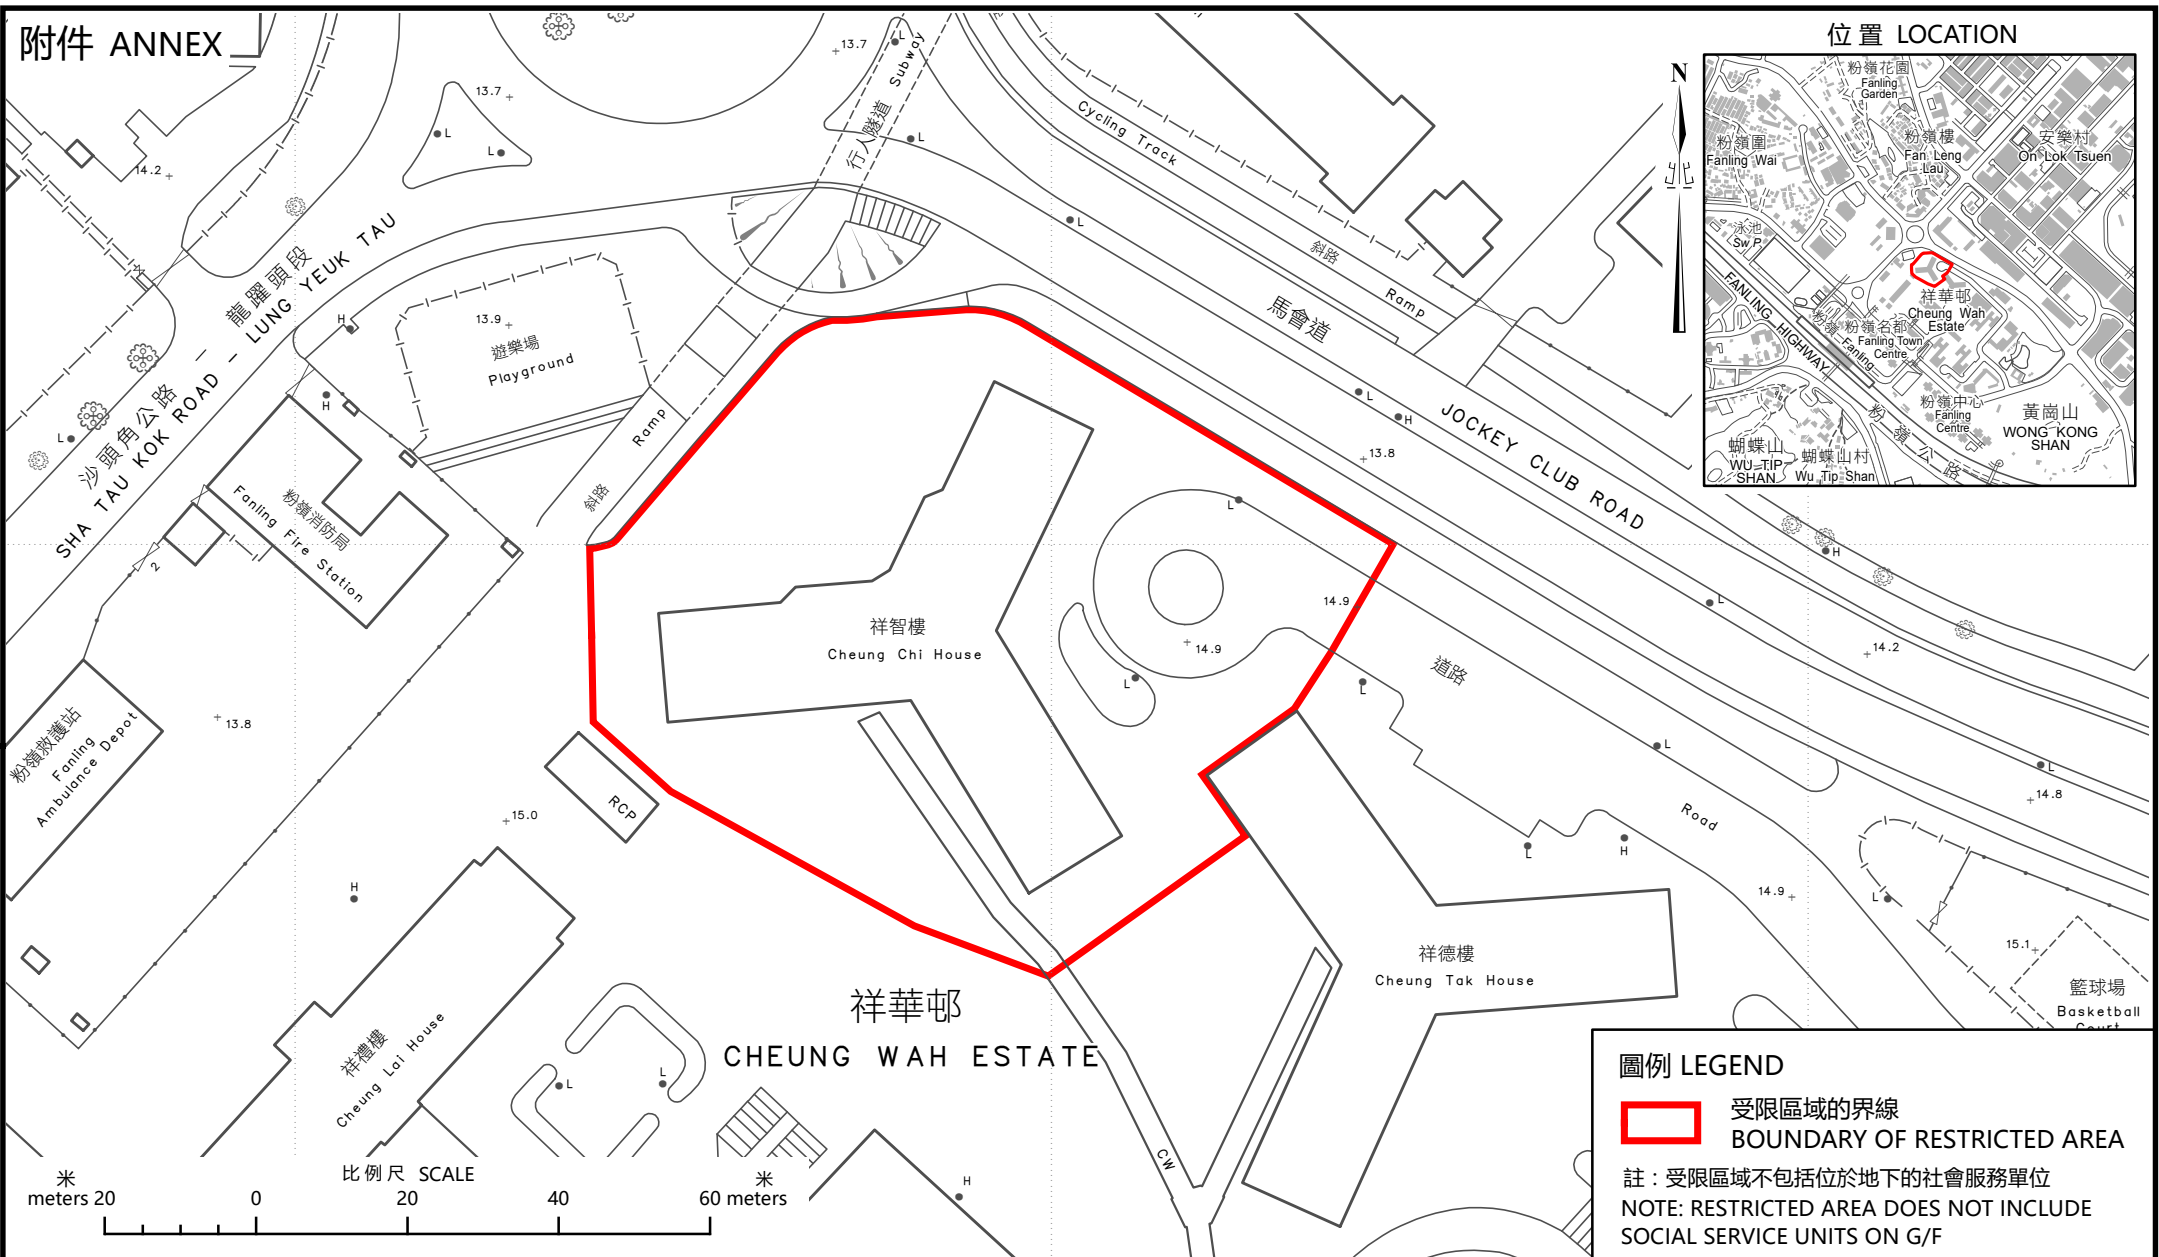 附件 ANNEX
位置 LOCATION
N
粉嶺花園
Fanling
Garden
粉嶺圍
Fanling Wai
粉嶺樓
Fan Leng
Lau
安樂村
On Lok Tsuen
泳池
Sw P
祥華邨
Cheung Wah
Estate
FANLING HIGHWAY
粉嶺
Fanling
粉嶺名都
Fanling Town
Centre
粉嶺中心
Fanling
Centre
黃崗山
WONG KONG
SHAN
蝴蝶山
WU TIP
SHAN
蝴蝶山村
Wu Tip Shan
粉嶺公路
13.7
13.7
14.2
L
L
L
L
L
行人隧道 Subway
Cycling Track
斜路
Ramp
馬會道
JOCKEY CLUB ROAD
沙頭角公路 — 龍躍頭段
SHA TAU KOK ROAD - LUNG YEUK TAU
H
13.9
遊樂場
Playground
Ramp
斜路
H
L
L
H
13.8
粉嶺消防局
Fanling Fire Station
2
L
14.9
H
L
14.2
祥智樓
Cheung Chi House
14.9
L
L
道路
Road
L
L
14.8
粉嶺救護站
Fanling
Ambulance Depot
13.8
RCP
15.0
L
H
14.9
L
H
祥德樓
Cheung Tak House
15.1
籃球場
Basketball
Court
祥禮樓
Cheung Lai House
祥華邨
CHEUNG WAH ESTATE
L
L
CW
H
比例尺 SCALE
米
meters 20 0 20 40 60 meters
米
圖例 LEGEND
受限區域的界線
BOUNDARY OF RESTRICTED AREA
註：受限區域不包括位於地下的社會服務單位
NOTE: RESTRICTED AREA DOES NOT INCLUDE
SOCIAL SERVICE UNITS ON G/F